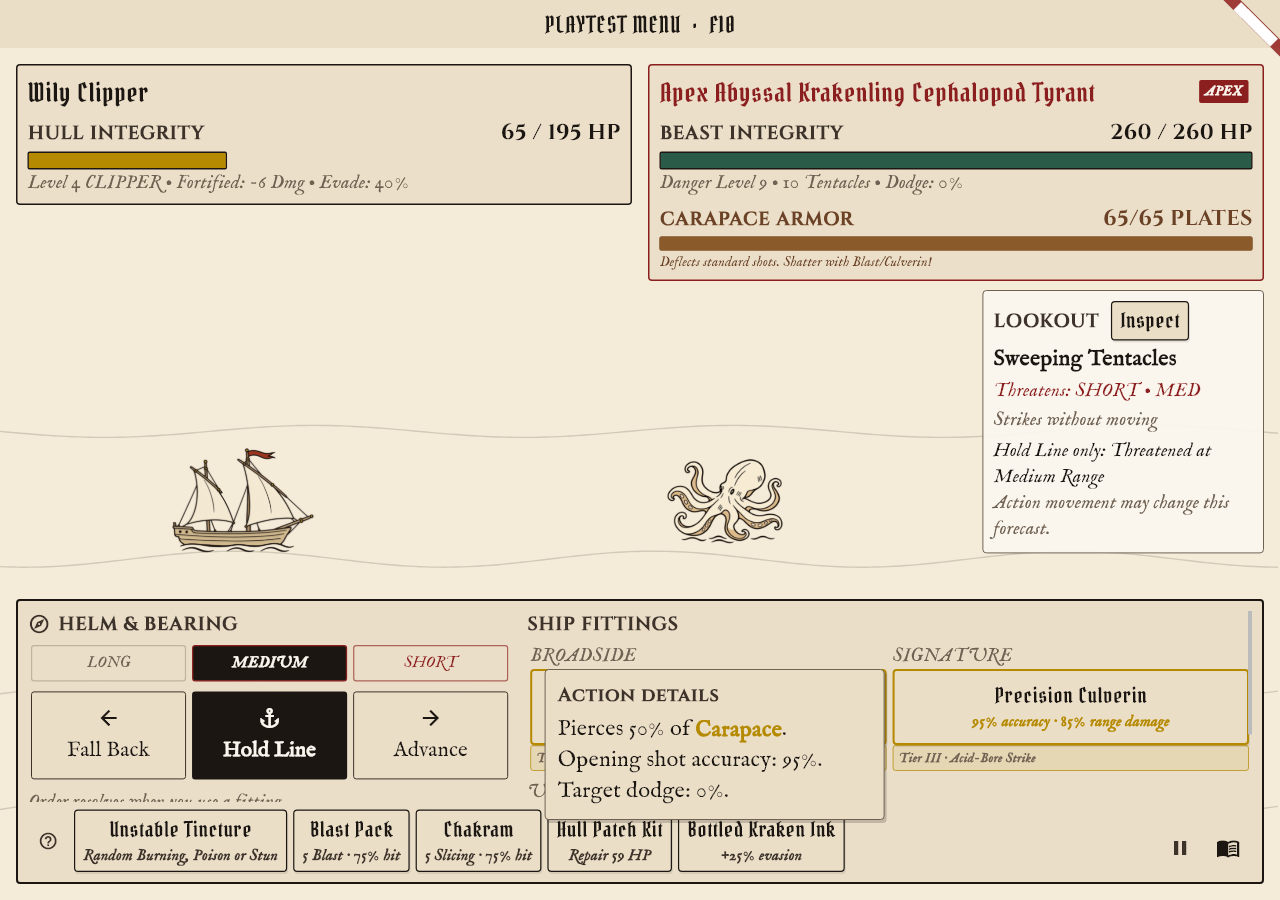 PLAYTEST MENU · F10
Wily Clipper
HULL INTEGRITY 65 / 195 HP
Level 4 CLIPPER • Fortified: -6 Dmg • Evade: 40%
Apex Abyssal Krakenling Cephalopod Tyrant APEX
BEAST INTEGRITY 260 / 260 HP
Danger Level 9 • 10 Tentacles • Dodge: 0%
CARAPACE ARMOR 65/65 PLATES
Deflects standard shots. Shatter with Blast/Culverin!
LOOKOUT Inspect
Sweeping Tentacles
Threatens: SHORT • MED
Strikes without moving
Hold Line only: Threatened at
Medium Range
Action movement may change this
forecast.
HELM & BEARING
LONG MEDIUM SHORT
Fall Back Hold Line Advance
Order resolves when you use a fitting
SHIP FITTINGS
BROADSIDE SIGNATURE
Precision Culverin
95% accuracy · 85% range damage
Tier III · Acid-Bore Strike
ACTION DETAILS
Pierces 50% of Carapace.
Opening shot accuracy: 95%.
Target dodge: 0%.
Unstable Tincture
Random Burning, Poison or Stun
Blast Pack
5 Blast · 75% hit
Chakram
5 Slicing · 75% hit
Hull Patch Kit
Repair 59 HP
Bottled Kraken Ink
+25% evasion